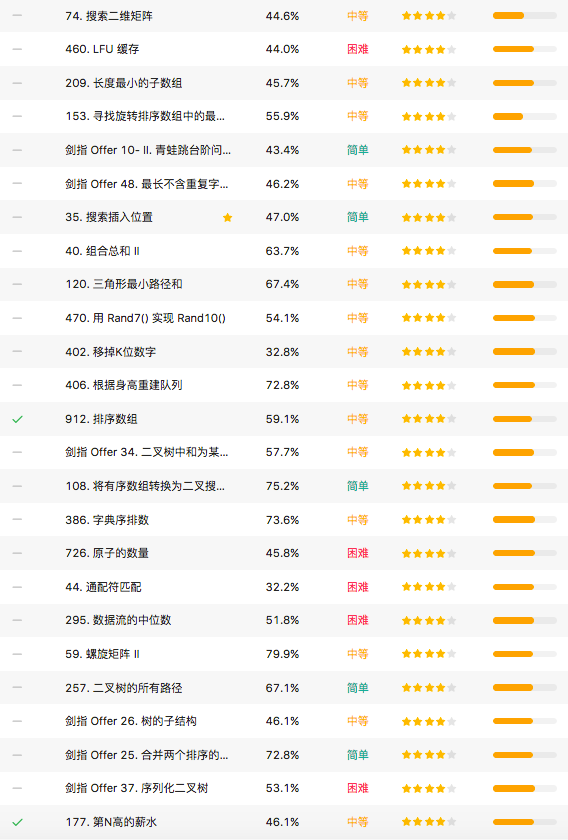 74. 搜索二维矩阵 44.6% 中等
460. LFU 缓存 44.0% 困难
209. 长度最小的子数组 45.7% 中等
153. 寻找旋转排序数组中的最... 55.9% 中等
剑指 Offer 10- II. 青蛙跳台阶问... 43.4% 简单
剑指 Offer 48. 最长不含重复字... 46.2% 中等
35. 搜索插入位置 47.0% 简单
40. 组合总和 II 63.7% 中等
120. 三角形最小路径和 67.4% 中等
470. 用 Rand7() 实现 Rand10() 54.1% 中等
402. 移掉K位数字 32.8% 中等
406. 根据身高重建队列 72.8% 中等
912. 排序数组 59.1% 中等
剑指 Offer 34. 二叉树中和为某... 57.7% 中等
108. 将有序数组转换为二叉搜... 75.2% 简单
386. 字典序排数 73.6% 中等
726. 原子的数量 45.8% 困难
44. 通配符匹配 32.2% 困难
295. 数据流的中位数 51.8% 困难
59. 螺旋矩阵 II 79.9% 中等
257. 二叉树的所有路径 67.1% 简单
剑指 Offer 26. 树的子结构 46.1% 中等
剑指 Offer 25. 合并两个排序的... 72.8% 简单
剑指 Offer 37. 序列化二叉树 53.1% 困难
177. 第N高的薪水 46.1% 中等